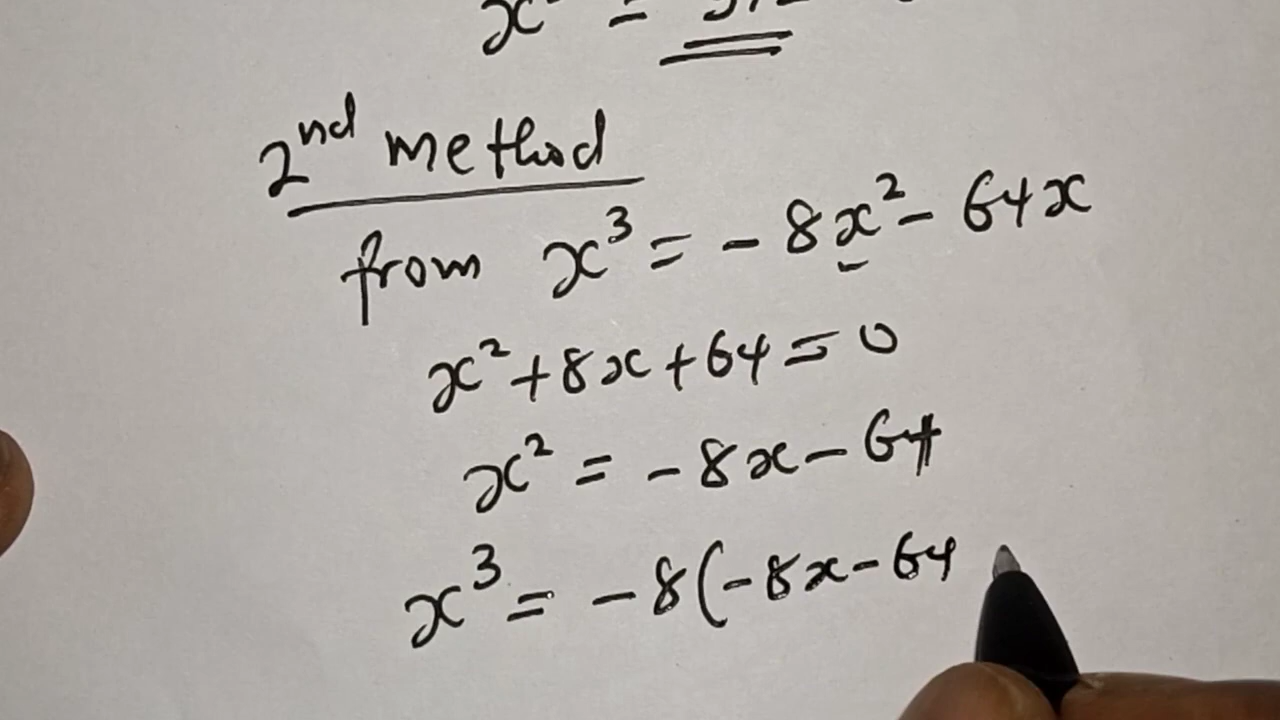 x =
2nd method
from x³ = - 8x² - 64x
x² + 8x + 64 = 0
x² = - 8x - 64
x³ = - 8(-8x - 64